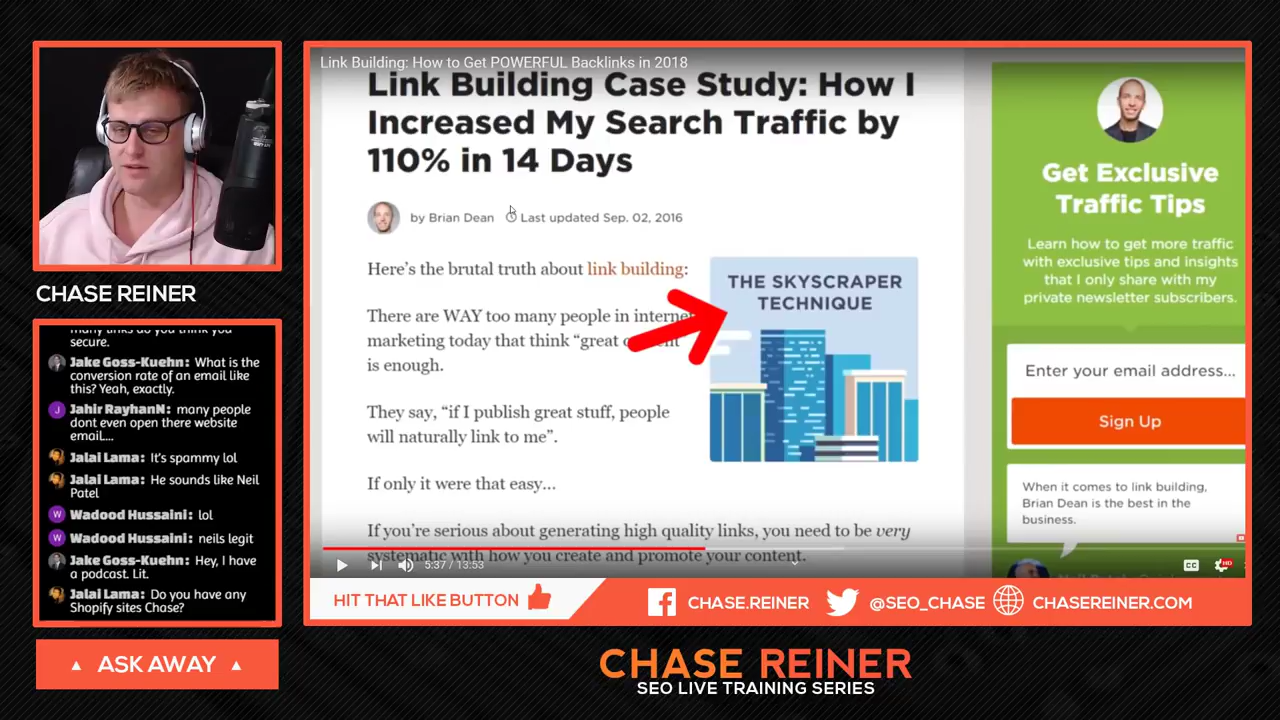 CHASE REINER
many links do you think you
secure.
Jake Goss-Kuehn: What is the
conversion rate of an email like
this? Yeah, exactly.
Jahir RayhanN: many people
dont even open there website
email....
Jalai Lama: It's spammy lol
Jalai Lama: He sounds like Neil
Patel
Wadood Hussaini: lol
Wadood Hussaini: neils legit
Jake Goss-Kuehn: Hey, I have
a podcast. Lit.
Jalai Lama: Do you have any
Shopify sites Chase?
ASK AWAY
Link Building: How to Get POWERFUL Backlinks in 2018
Link Building Case Study: How I
Increased My Search Traffic by
110% in 14 Days
by Brian Dean Last updated Sep. 02, 2016
Here's the brutal truth about link building:
There are WAY too many people in internet
marketing today that think "great
is enough.
They say, "if I publish great stuff, people
will naturally link to me".
If only it were that easy...
If you're serious about generating high quality links, you need to be very
systematic with how you create and promote your content.
THE SKYSCRAPER
TECHNIQUE
Get Exclusive
Traffic Tips
Learn how to get more traffic
with exclusive tips and insights
that I only share with my
private newsletter subscribers.
Enter your email address...
Sign Up
When it comes to link building,
Brian Dean is the best in the
business.
5:37 / 13:53
CC
HD
HIT THAT LIKE BUTTON
CHASE.REINER
@SEO_CHASE
CHASEREINER.COM
CHASE REINER
SEO LIVE TRAINING SERIES